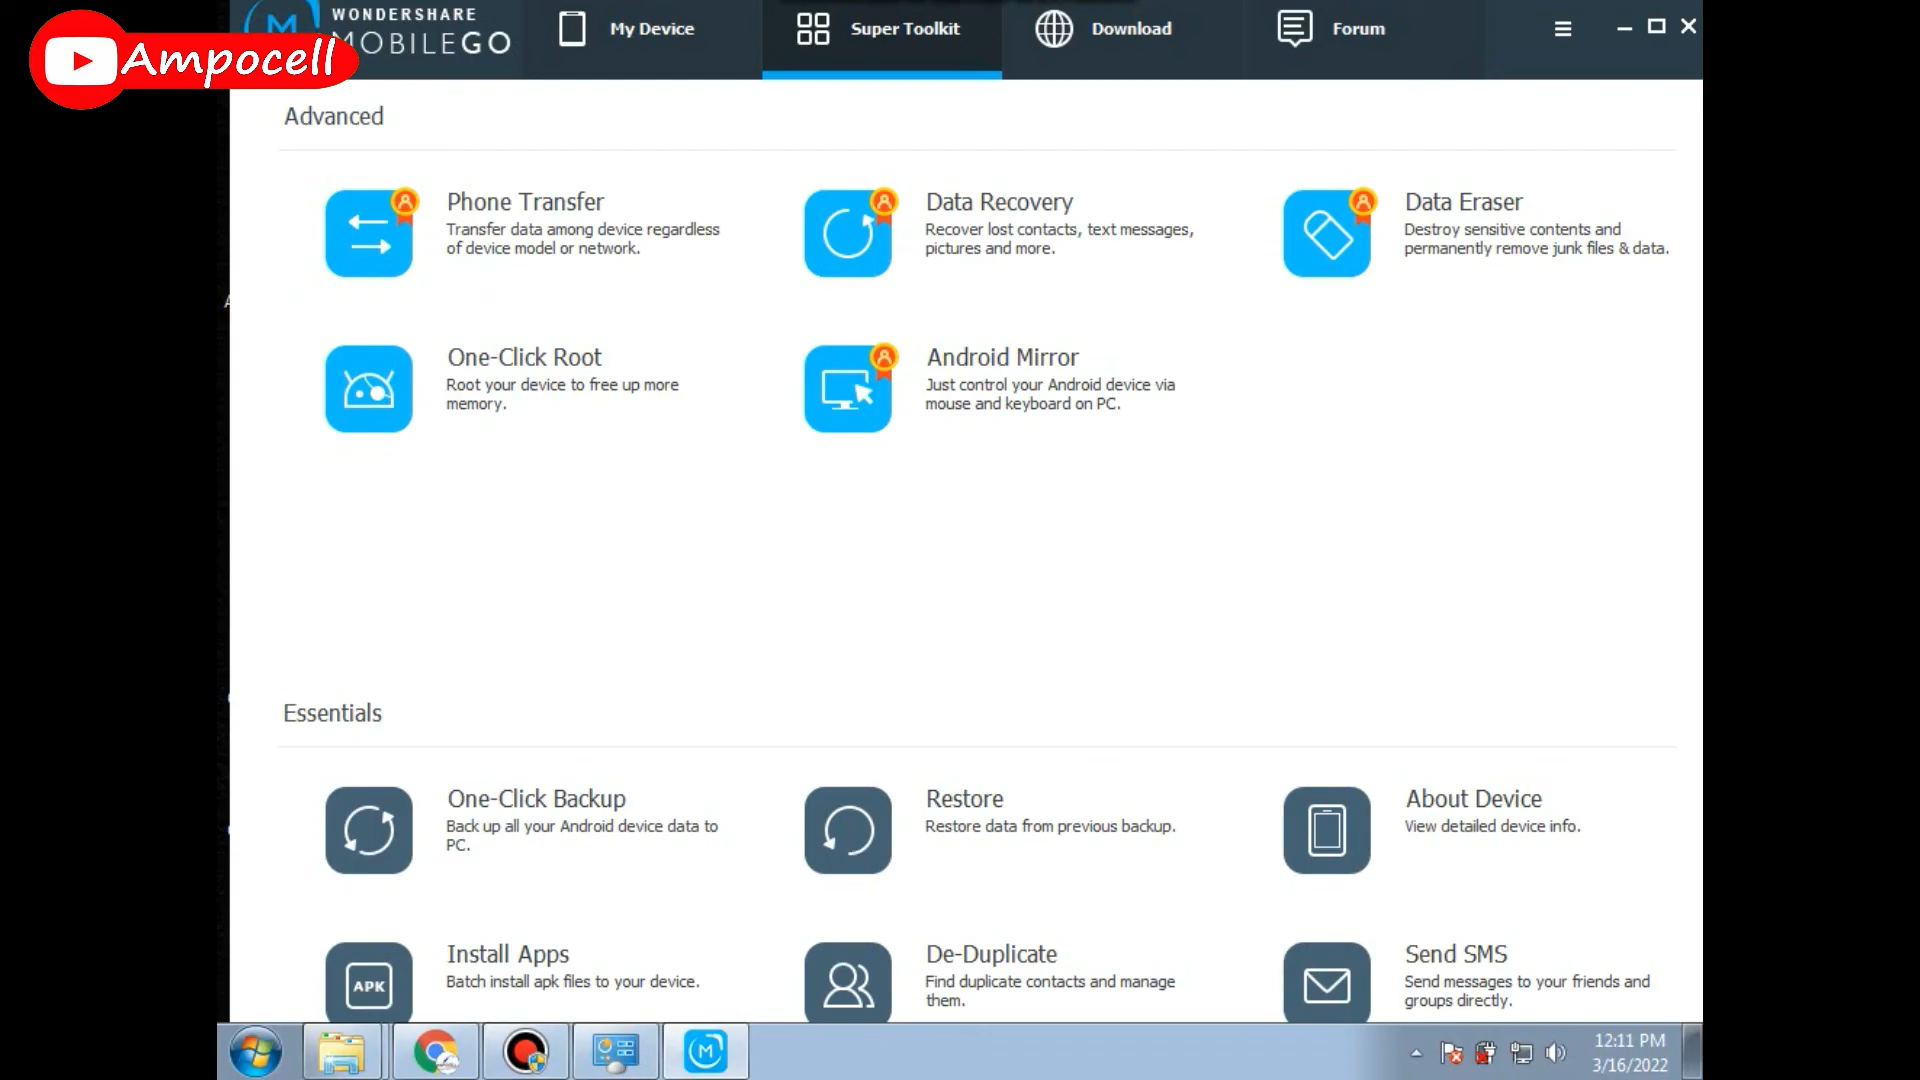 Ampocell
WONDERSHARE
MOBILEGO
My Device
Super Toolkit
Download
Forum
Advanced
Phone Transfer
Transfer data among device regardless
of device model or network.
Data Recovery
Recover lost contacts, text messages,
pictures and more.
Data Eraser
Destroy sensitive contents and
permanently remove junk files & data.
One-Click Root
Root your device to free up more
memory.
Android Mirror
Just control your Android device via
mouse and keyboard on PC.
Essentials
One-Click Backup
Back up all your Android device data to
PC.
Restore
Restore data from previous backup.
About Device
View detailed device info.
APK
Install Apps
Batch install apk files to your device.
De-Duplicate
Find duplicate contacts and manage
them.
Send SMS
Send messages to your friends and
groups directly.
12:11 PM
3/16/2022